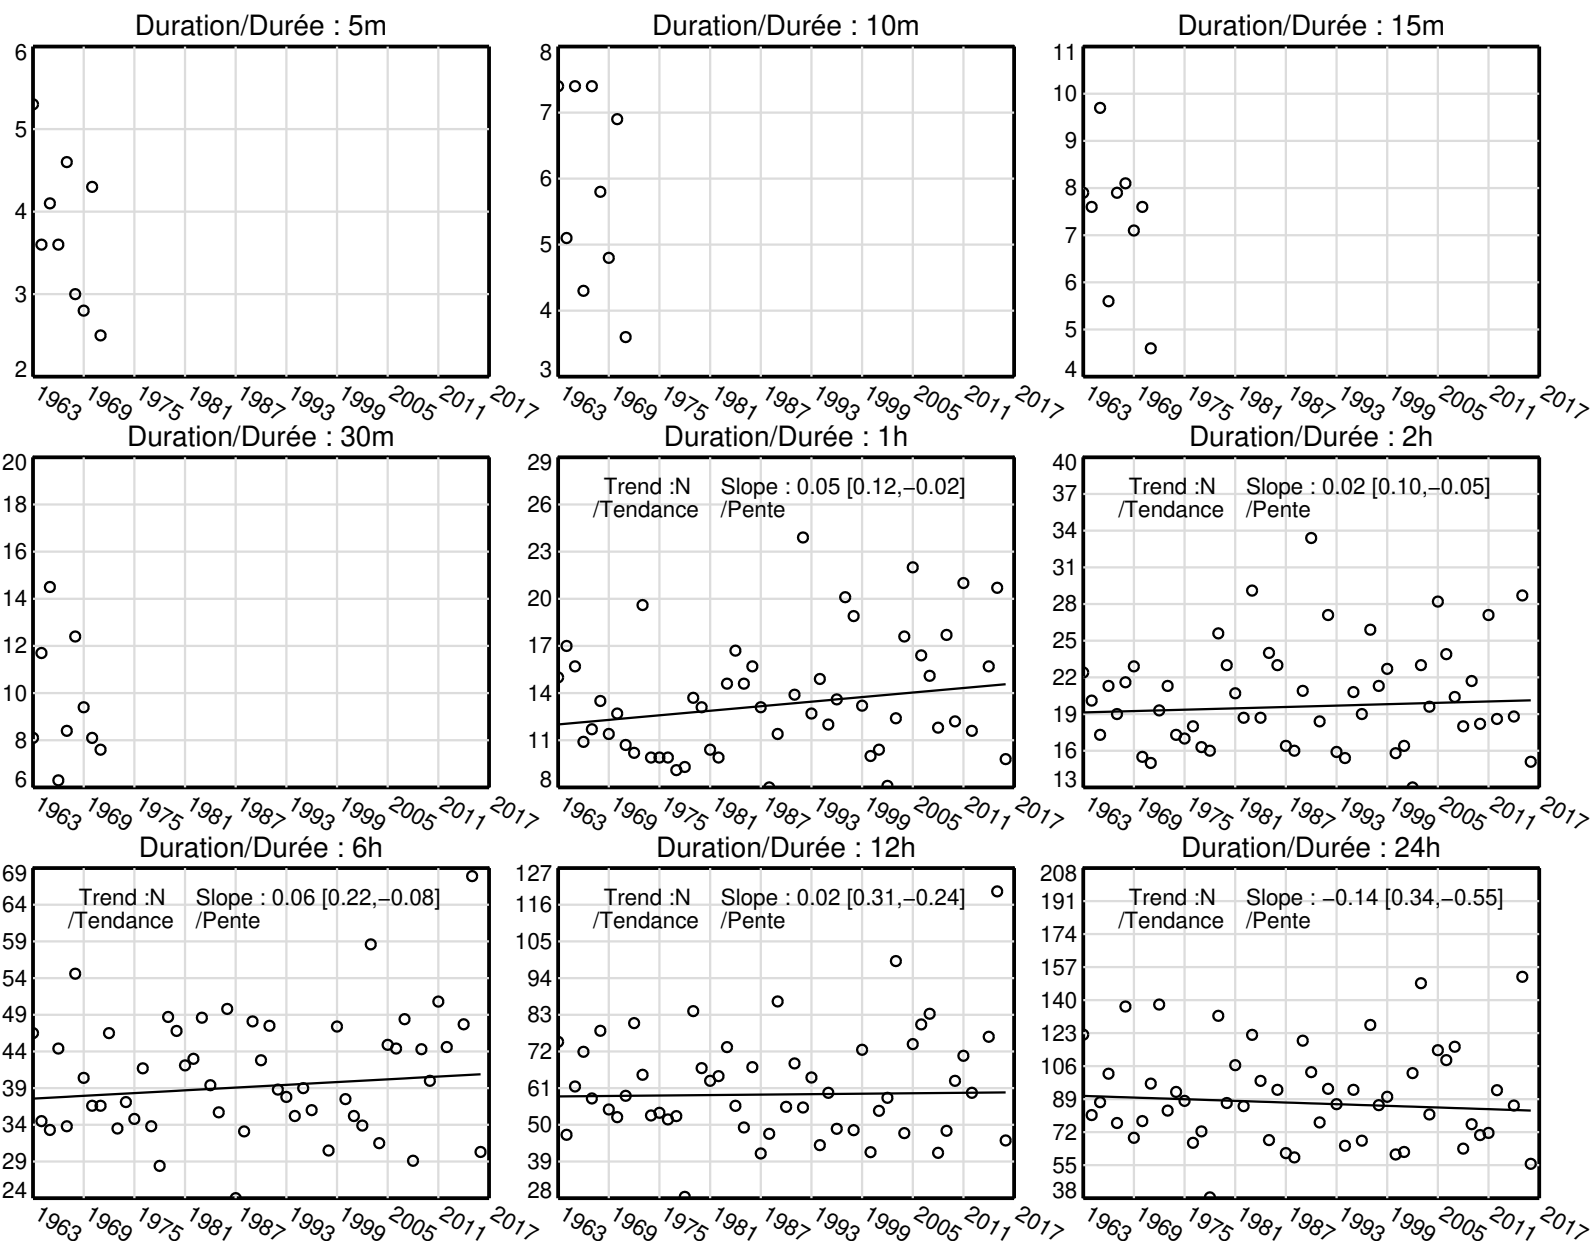 Duration/Durée : 5m
6
5
4
3
2
1963 1969 1975 1981 1987 1993 1999 2005 2011 2017
Duration/Durée : 10m
8
7
6
5
4
3
1963 1969 1975 1981 1987 1993 1999 2005 2011 2017
Duration/Durée : 15m
11
10
9
8
7
6
5
4
1963 1969 1975 1981 1987 1993 1999 2005 2011 2017
Duration/Durée : 30m
20
18
16
14
12
10
8
6
1963 1969 1975 1981 1987 1993 1999 2005 2011 2017
Duration/Durée : 1h
Trend :N Slope : 0.05 [0.12,−0.02]
/Tendance /Pente
29
26
23
20
17
14
11
8
1963 1969 1975 1981 1987 1993 1999 2005 2011 2017
Duration/Durée : 2h
Trend :N Slope : 0.02 [0.10,−0.05]
/Tendance /Pente
40
37
34
31
28
25
22
19
16
13
1963 1969 1975 1981 1987 1993 1999 2005 2011 2017
Duration/Durée : 6h
Trend :N Slope : 0.06 [0.22,−0.08]
/Tendance /Pente
69
64
59
54
49
44
39
34
29
24
1963 1969 1975 1981 1987 1993 1999 2005 2011 2017
Duration/Durée : 12h
Trend :N Slope : 0.02 [0.31,−0.24]
/Tendance /Pente
127
116
105
94
83
72
61
50
39
28
1963 1969 1975 1981 1987 1993 1999 2005 2011 2017
Duration/Durée : 24h
Trend :N Slope : −0.14 [0.34,−0.55]
/Tendance /Pente
208
191
174
157
140
123
106
89
72
55
38
1963 1969 1975 1981 1987 1993 1999 2005 2011 2017